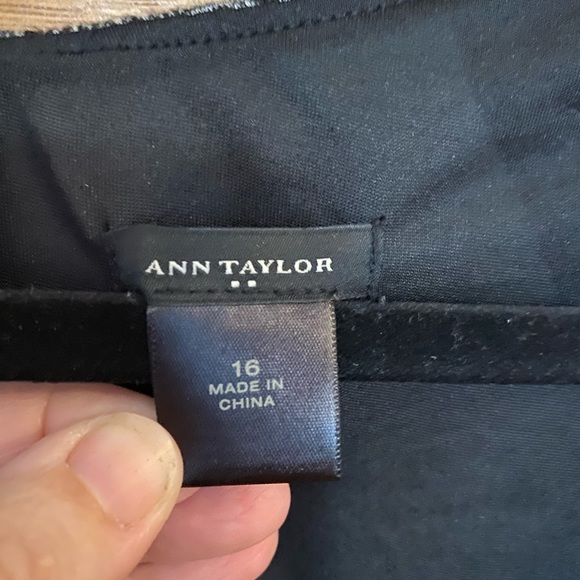 ANN TAYLOR
16
MADE IN
CHINA